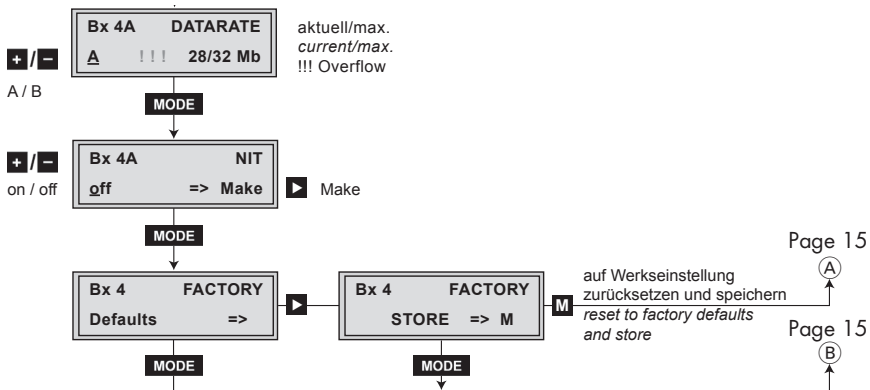 Bx 4A DATARATE
A !!! 28/32 Mb
aktuell/max.
current/max.
!!! Overflow
+/−
A / B
MODE
Bx 4A NIT
off => Make
+/−
on / off
Make
MODE
Bx 4 FACTORY
Defaults =>
Bx 4 FACTORY
STORE => M
M
auf Werkseinstellung
zurücksetzen und speichern
reset to factory defaults
and store
Page 15
A
Page 15
B
MODE
MODE